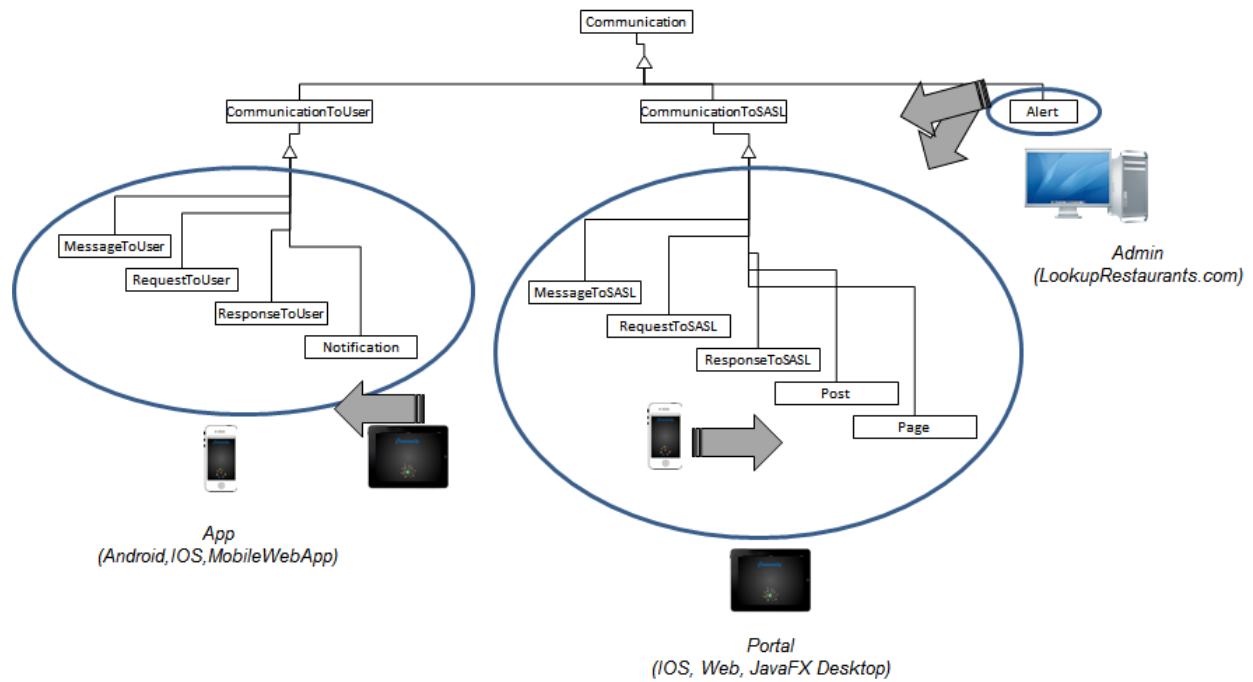 Communication
CommunicationToUser
CommunicationToSASL
Alert
MessageToUser
RequestToUser
ResponseToUser
Notification
MessageToSASL
RequestToSASL
ResponseToSASL
Post
Page
Admin
(LookupRestaurants.com)
App
(Android,IOS,MobileWebApp)
Portal
(IOS, Web, JavaFX Desktop)